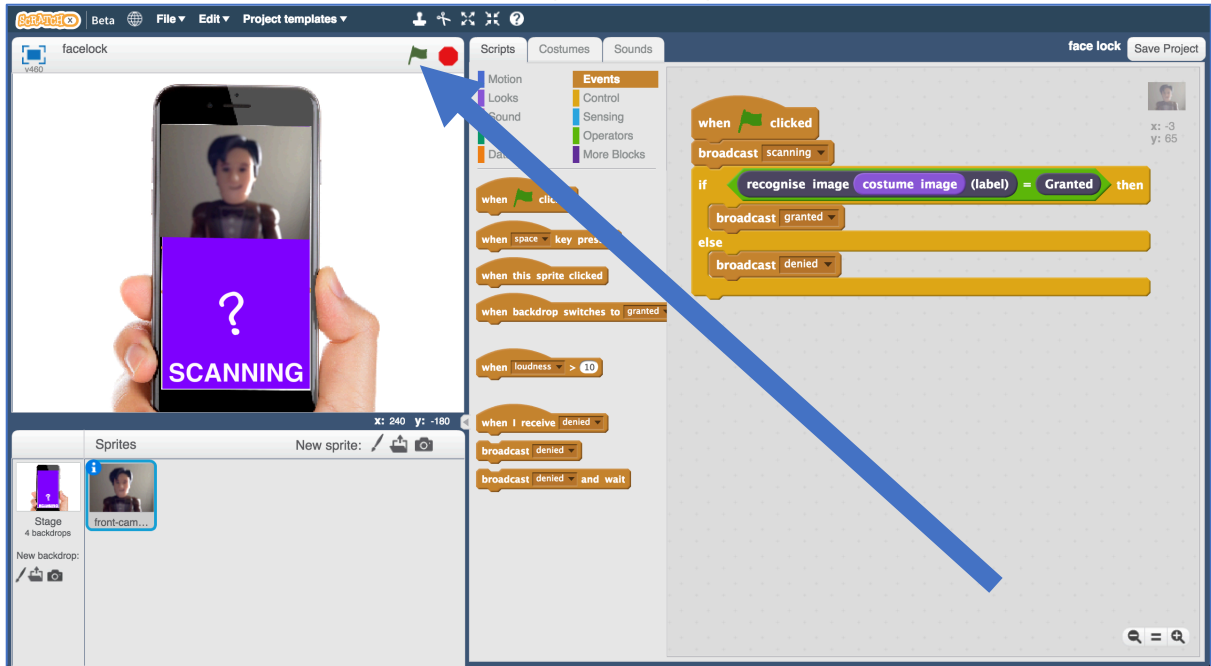 SCRATCHX Beta File ▾ Edit ▾ Project templates ▾
facelock
v460
?
SCANNING
x: 240 y: -180
Sprites New sprite:
Stage
4 backdrops
New backdrop:
front-cam...
Scripts Costumes Sounds
face lock Save Project
Motion Events
Looks Control
Sound Sensing
Operators
More Blocks
when
when space key
when this sprite clicked
when backdrop switches to granted
when loudness > 10
when I receive denied
broadcast denied
broadcast denied and wait
when clicked
broadcast scanning
if recognise image costume image (label) = Granted then
broadcast granted
else
broadcast denied
x: -3
y: 65